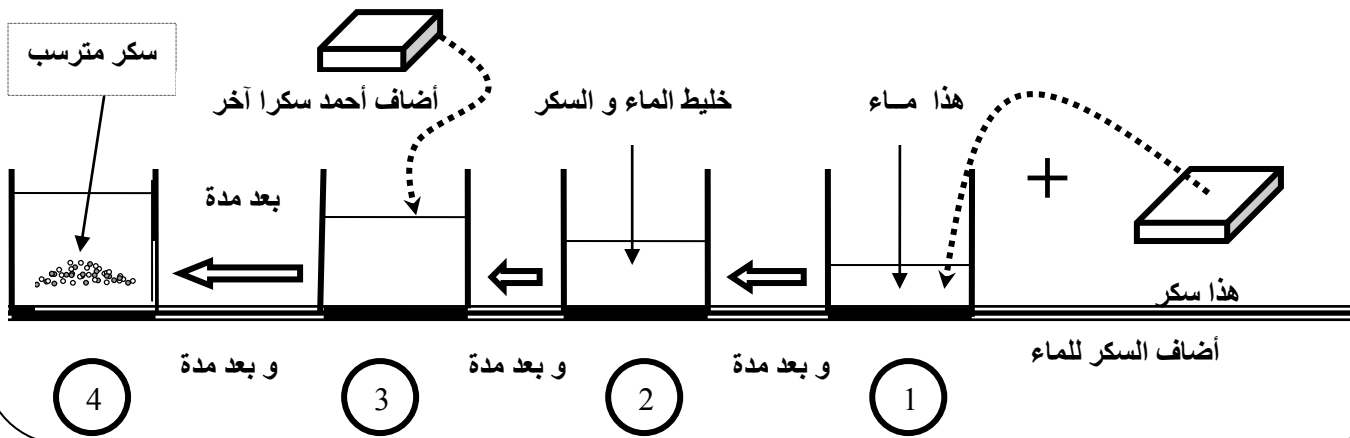 سكر مترسب
أضاف أحمد سكرا آخر
خليط الماء و السكر
هذا مــاء
+
بعد مدة
هذا سكر
أضاف السكر للماء
و بعد مدة
و بعد مدة
و بعد مدة
1
2
3
4